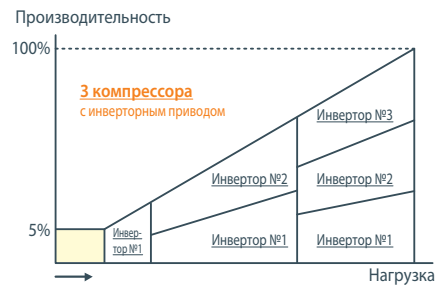 Производительность
100%
3 компрессора
с инверторным приводом
Инвертор №3
Инвертор №2
Инвертор №2
5%
Инвер-
тор №1
Инвертор №1
Инвертор №1
Нагрузка